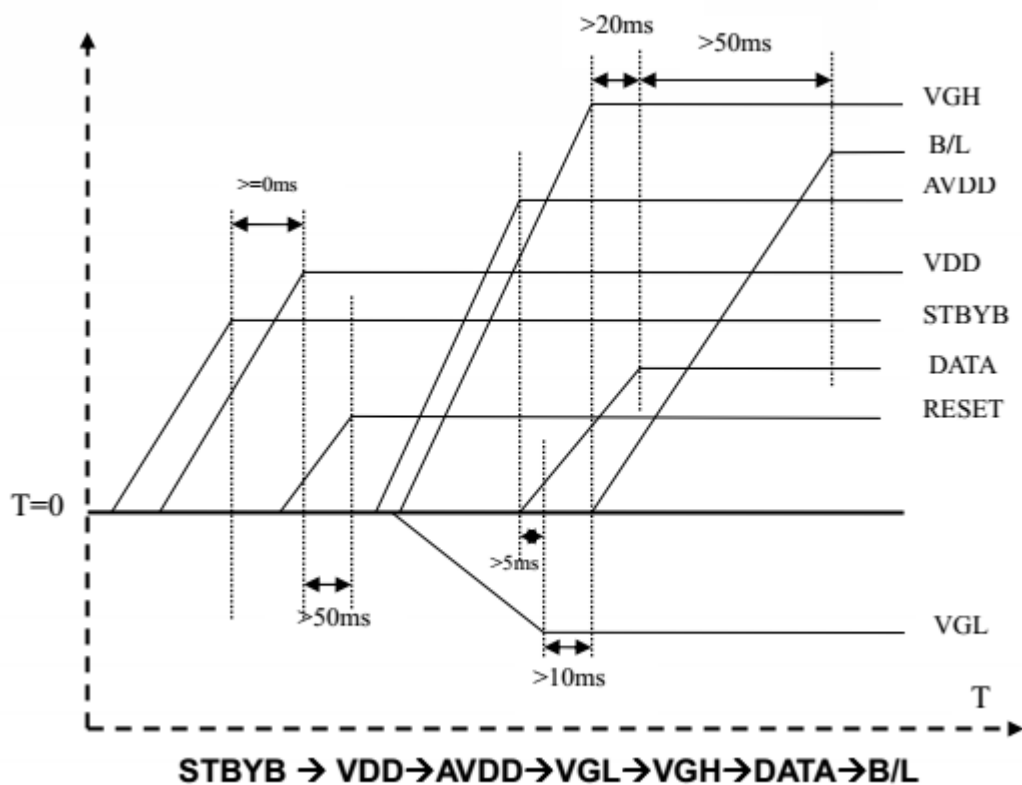 >20ms
>50ms
VGH
B/L
AVDD
>=0ms
VDD
STBYB
DATA
RESET
T=0
>5ms
>50ms
VGL
>10ms
T
STBYB → VDD→AVDD→VGL→VGH→DATA→B/L